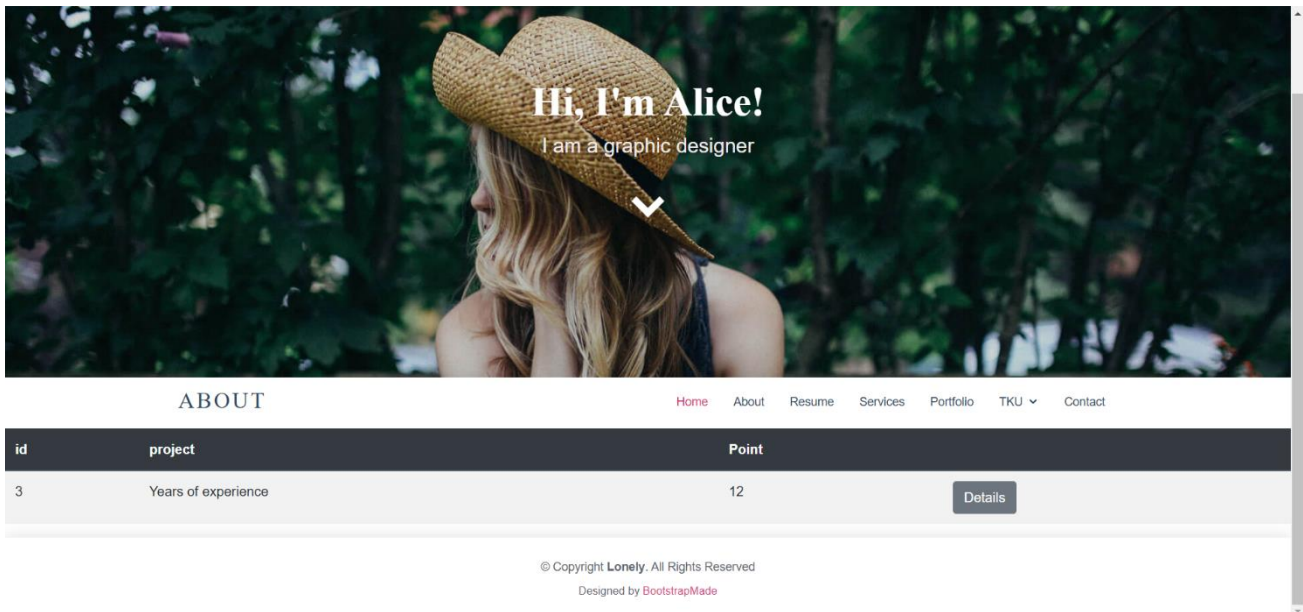 Hi, I'm Alice!
I am a graphic designer
ABOUT Home About Resume Services Portfolio TKU Contact
id project Point
3 Years of experience 12 Details
© Copyright Lonely. All Rights Reserved
Designed by BootstrapMade